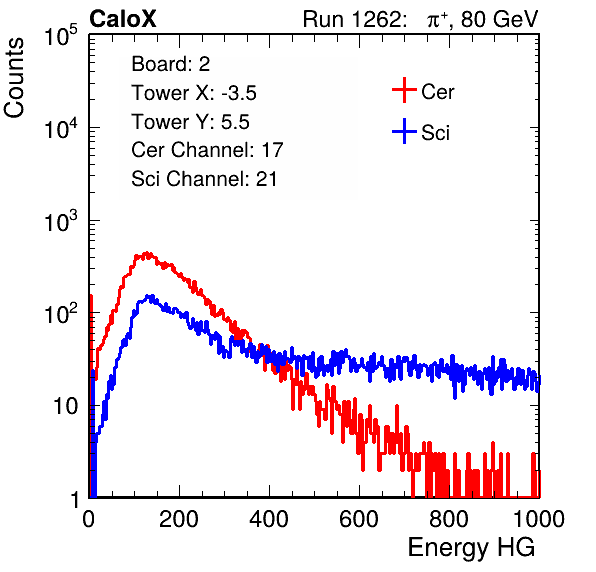 CaloX Run 1262: π⁺, 80 GeV
Counts
10⁵
10⁴
10³
10²
10
1
Board: 2
Tower X: -3.5
Tower Y: 5.5
Cer Channel: 17
Sci Channel: 21
Cer
Sci
0 200 400 600 800 1000
Energy HG